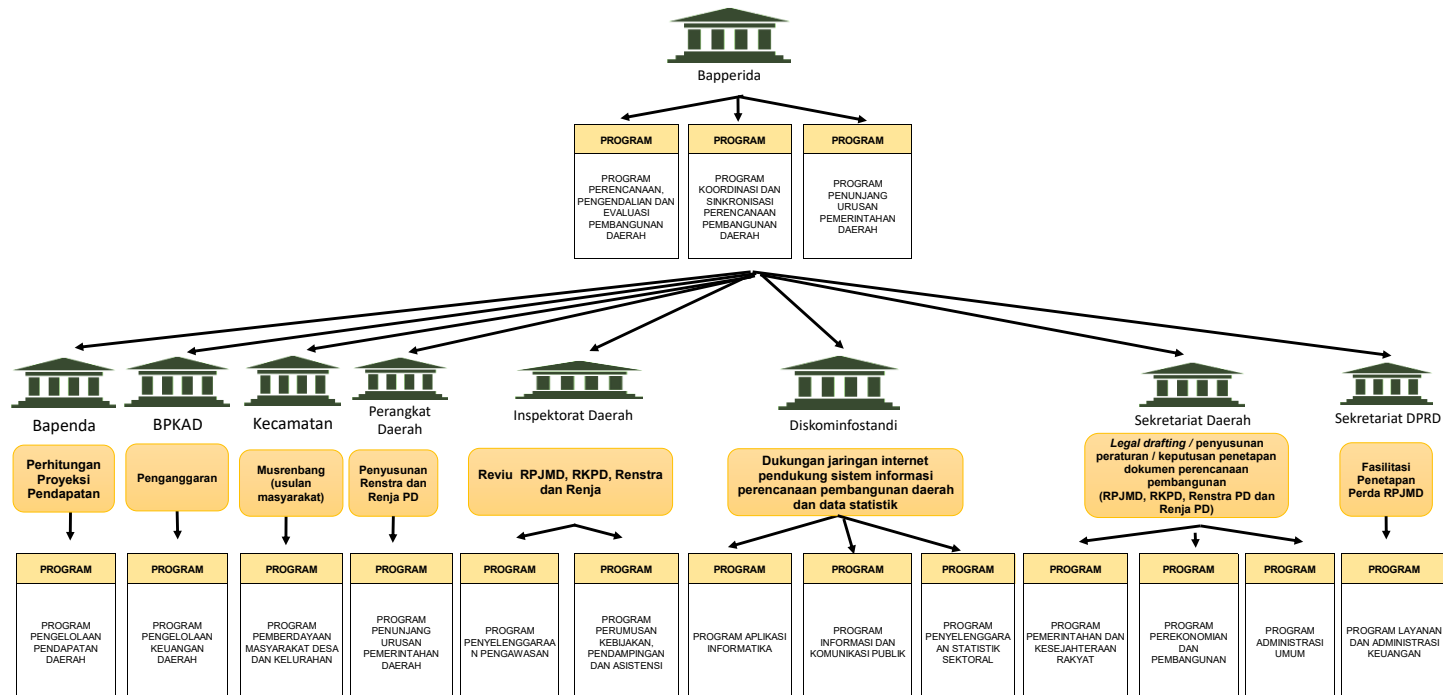 Bapperida
PROGRAM
PROGRAM
PERENCANAAN,
PENGENDALIAN DAN
EVALUASI
PEMBANGUNAN
DAERAH
PROGRAM
PROGRAM
KOORDINASI DAN
SINKRONISASI
PERENCANAAN
PEMBANGUNAN
DAERAH
PROGRAM
PROGRAM
PENUNJANG
URUSAN
PEMERINTAHAN
DAERAH
Bapenda
Perhitungan
Proyeksi
Pendapatan
PROGRAM
PROGRAM
PENGELOLAAN
PENDAPATAN
DAERAH
BPKAD
Penganggaran
PROGRAM
PROGRAM
PENGELOLAAN
KEUANGAN
DAERAH
Kecamatan
Musrenbang
(usulan
masyarakat)
PROGRAM
PROGRAM
PEMBERDAYAAN
MASYARAKAT DESA
DAN KELURAHAN
Perangkat
Daerah
Penyusunan
Renstra dan
Renja PD
PROGRAM
PROGRAM
PENUNJANG
URUSAN
PEMERINTAHAN
DAERAH
Inspektorat Daerah
Reviu RPJMD, RKPD, Renstra
dan Renja
PROGRAM
PROGRAM
PENYELENGGARAA
N PENGAWASAN
PROGRAM
PROGRAM
PERUMUSAN
KEBIJAKAN,
PENDAMPINGAN
DAN ASISTENSI
Diskominfostandi
Dukungan jaringan internet
pendukung sistem informasi
perencanaan pembangunan daerah
dan data statistik
PROGRAM
PROGRAM APLIKASI
INFORMATIKA
PROGRAM
PROGRAM
INFORMASI DAN
KOMUNIKASI PUBLIK
PROGRAM
PROGRAM
PENYELENGGARA
AN STATISTIK
SEKTORAL
Sekretariat Daerah
Legal drafting / penyusunan
peraturan / keputusan penetapan
dokumen perencanaan
pembangunan
(RPJMD, RKPD, Renstra PD dan
Renja PD)
PROGRAM
PROGRAM
PEMERINTAHAN DAN
KESEJAHTERAAN
RAKYAT
PROGRAM
PROGRAM
PEREKONOMIAN
DAN
PEMBANGUNAN
PROGRAM
PROGRAM
ADMINISTRASI
UMUM
Sekretariat DPRD
Fasilitasi
Penetapan
Perda RPJMD
PROGRAM
PROGRAM LAYANAN
DAN ADMINISTRASI
KEUANGAN